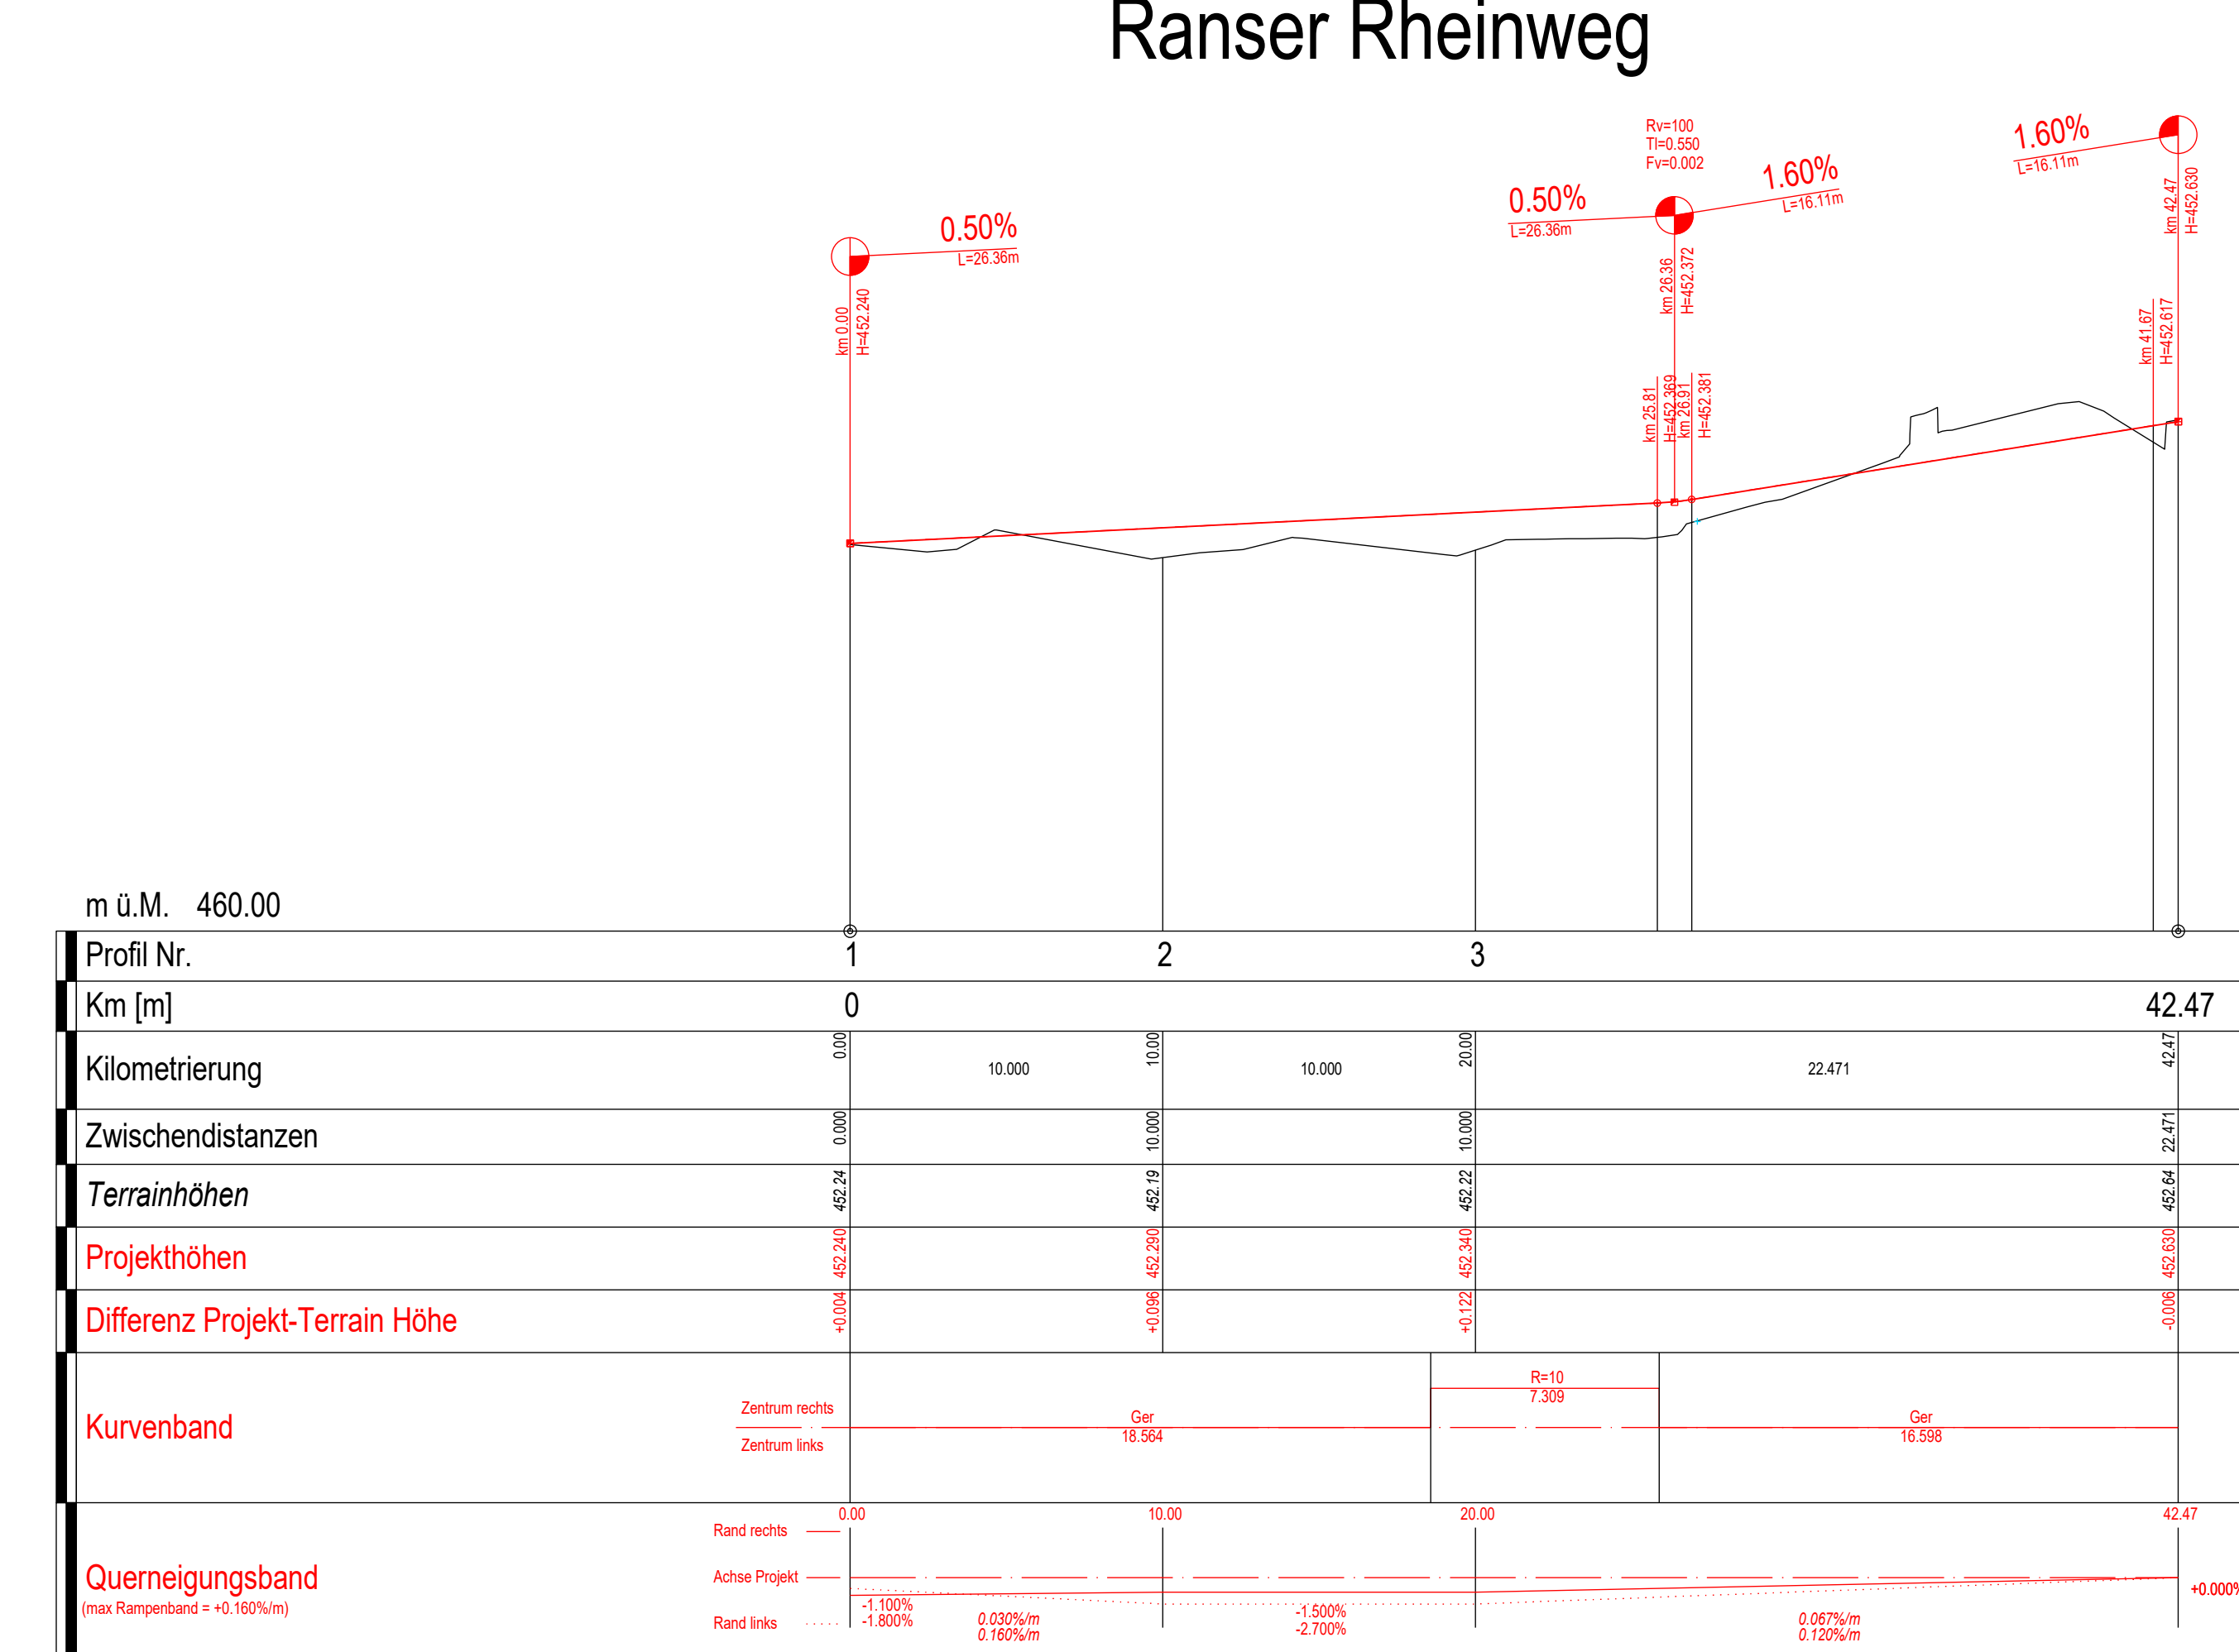 Ranser Rheinweg
Rv=100
Tl=0.550
Fv=0.002
0.50%
L=26.36m
0.50%
L=26.36m
1.60%
L=16.11m
1.60%
L=16.11m
km 0.00
H=452.240
km 26.36
H=452.372
km 42.47
H=452.630
km 25.81
H=452.369
km 26.91
H=452.381
km 41.67
H=452.617
m ü.M. 460.00
Profil Nr. 1 2 3
Km [m] 0 42.47
Kilometrierung 0.00 10.000 10.00 10.000 20.00 22.471 42.47
Zwischendistanzen 0.000 10.000 10.000 22.471
Terrainhöhen 452.24 452.19 452.22 452.64
Projekthöhen 452.240 452.290 452.340 452.630
Differenz Projekt-Terrain Höhe +0.004 +0.096 +0.122 -0.006
Kurvenband
Zentrum rechts
Zentrum links
Ger
18.564
R=10
7.309
Ger
16.598
0.00 10.00 20.00 42.47
Querneigungsband
(max Rampenband = +0.160%/m)
Rand rechts
Achse Projekt
Rand links
-1.100%
-1.800%
0.030%/m
0.160%/m
-1.500%
-2.700%
0.067%/m
0.120%/m
+0.000%